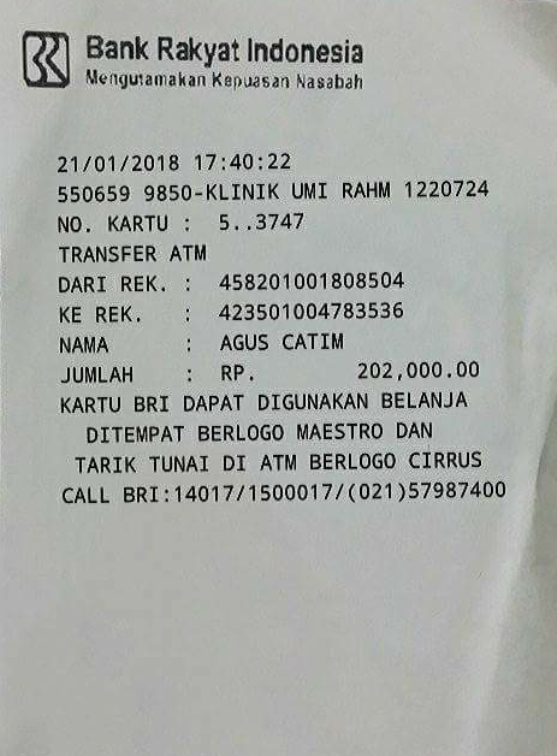 Bank Rakyat Indonesia
Mengutamakan Kepuasan Nasabah
21/01/2018 17:40:22
550659 9850-KLINIK UMI RAHM 1220724
NO. KARTU : 5..3747
TRANSFER ATM
DARI REK. : 458201001808504
KE REK. : 423501004783536
NAMA : AGUS CATIM
JUMLAH : RP. 202,000.00
KARTU BRI DAPAT DIGUNAKAN BELANJA
DITEMPAT BERLOGO MAESTRO DAN
TARIK TUNAI DI ATM BERLOGO CIRRUS
CALL BRI:14017/1500017/(021)57987400